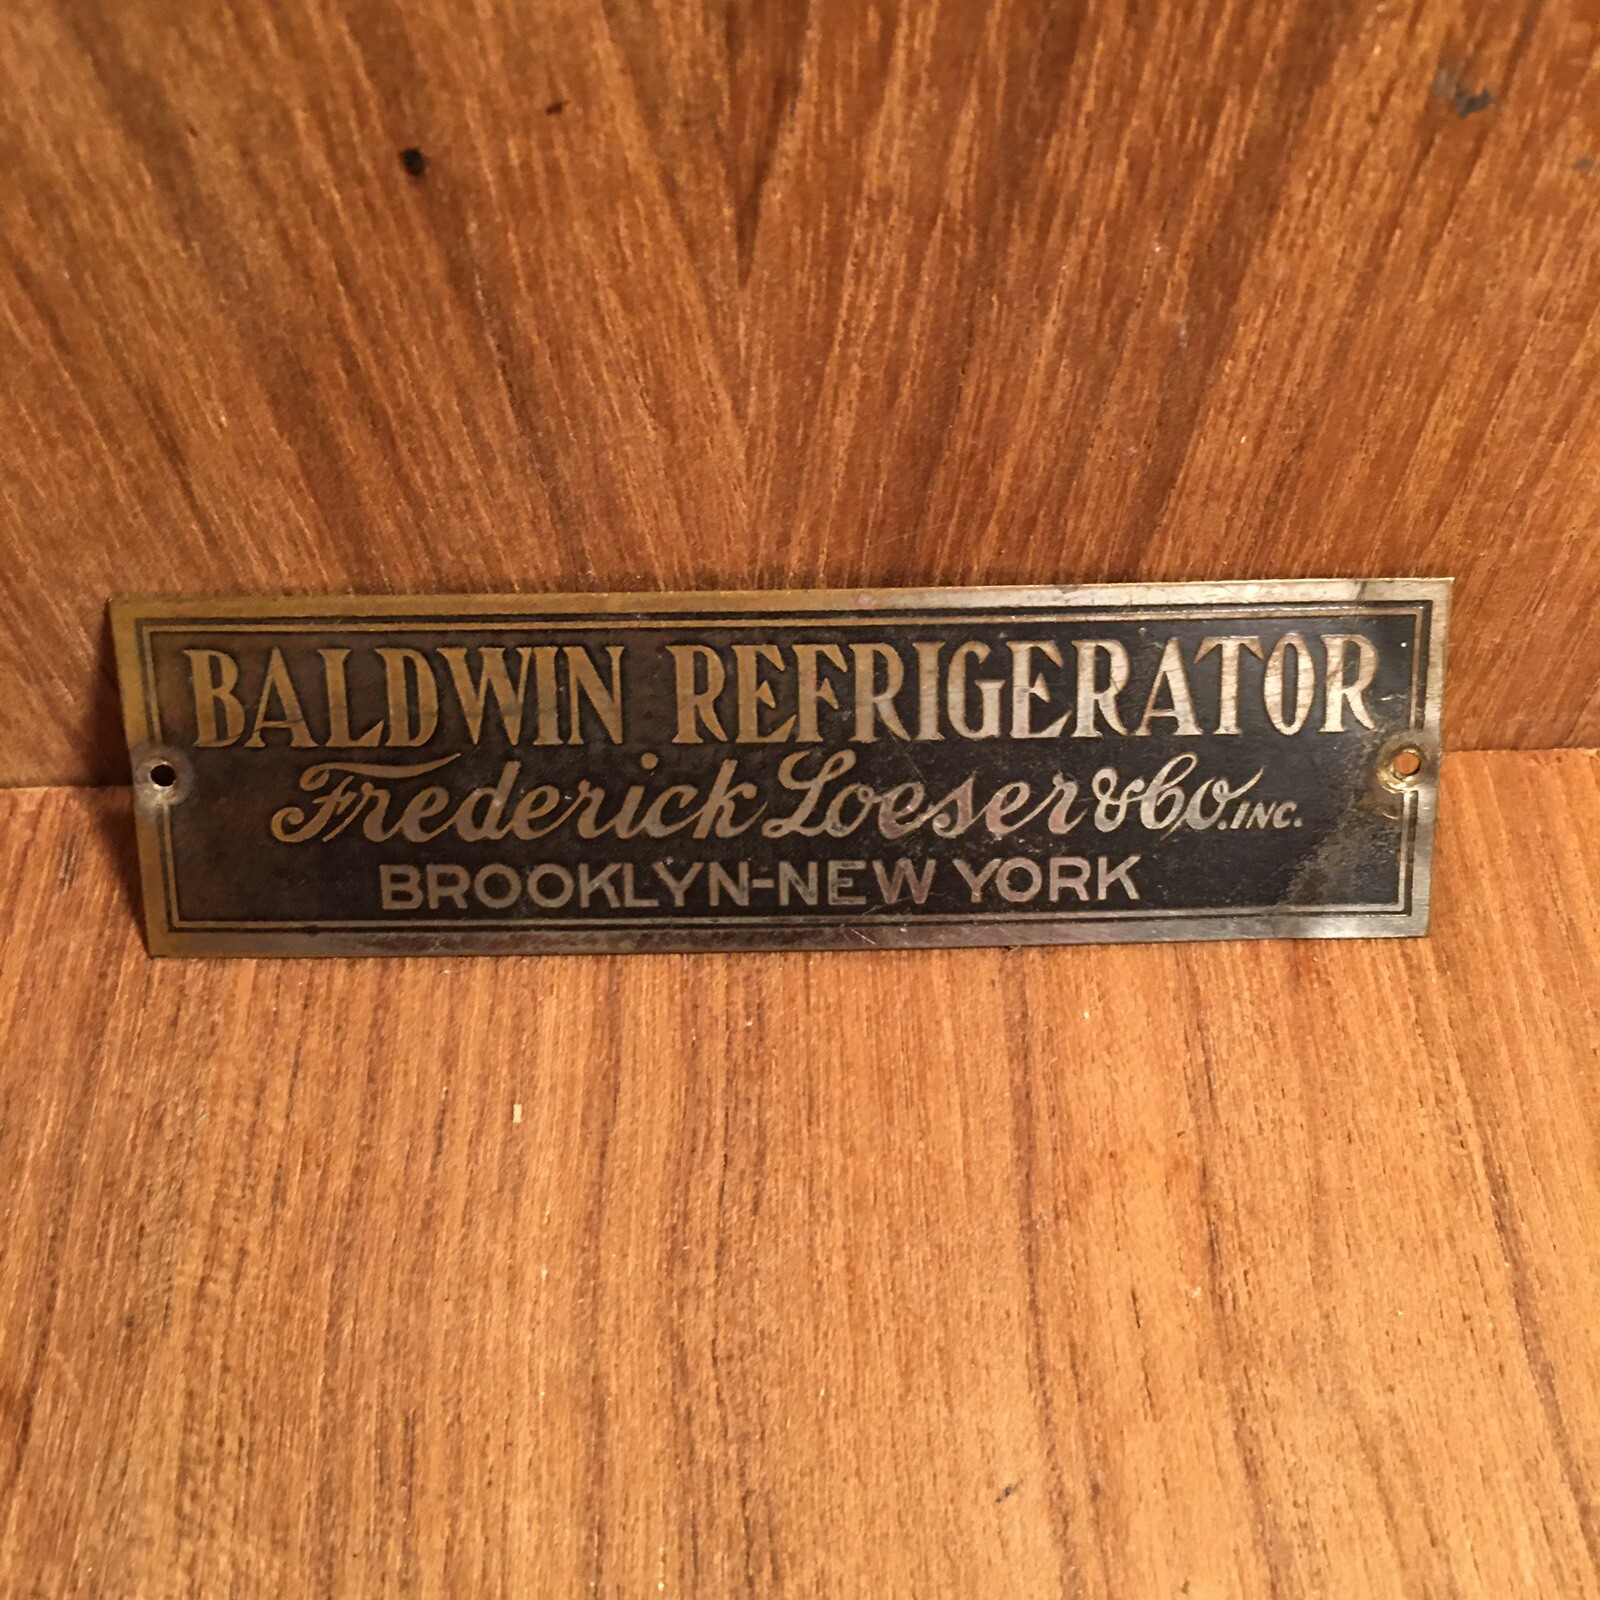 BALDWIN REFRIGERATOR
Frederick Loeser & Co. INC.
BROOKLYN-NEW YORK